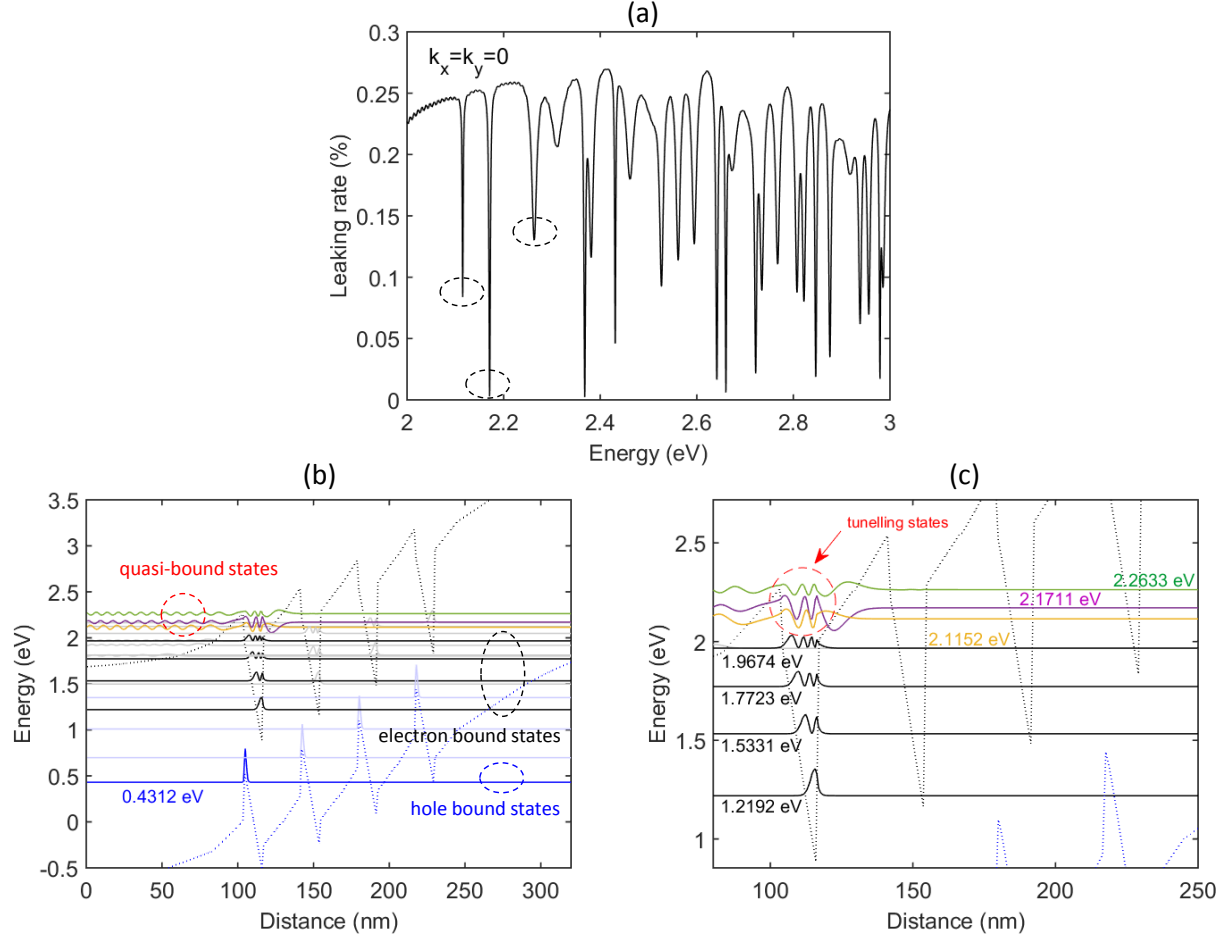 (a)
0.3
k_x=k_y=0
0.25
0.2
0.15
0.1
0.05
0
Leaking rate (%)
2 2.2 2.4 2.6 2.8 3
Energy (eV)
(b)
3.5
3
2.5
2
1.5
1
0.5
0
-0.5
Energy (eV)
quasi-bound states
electron bound states
0.4312 eV
hole bound states
0 50 100 150 200 250 300
Distance (nm)
(c)
2.5
2
1.5
1
Energy (eV)
tunelling states
2.2633 eV
2.1711 eV
2.1152 eV
1.9674 eV
1.7723 eV
1.5331 eV
1.2192 eV
100 150 200 250
Distance (nm)